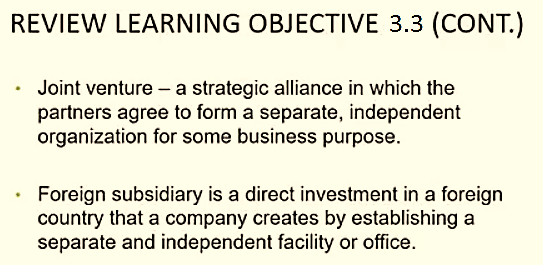 REVIEW LEARNING OBJECTIVE 3.3 (CONT.)
• Joint venture – a strategic alliance in which the
partners agree to form a separate, independent
organization for some business purpose.
• Foreign subsidiary is a direct investment in a foreign
country that a company creates by establishing a
separate and independent facility or office.